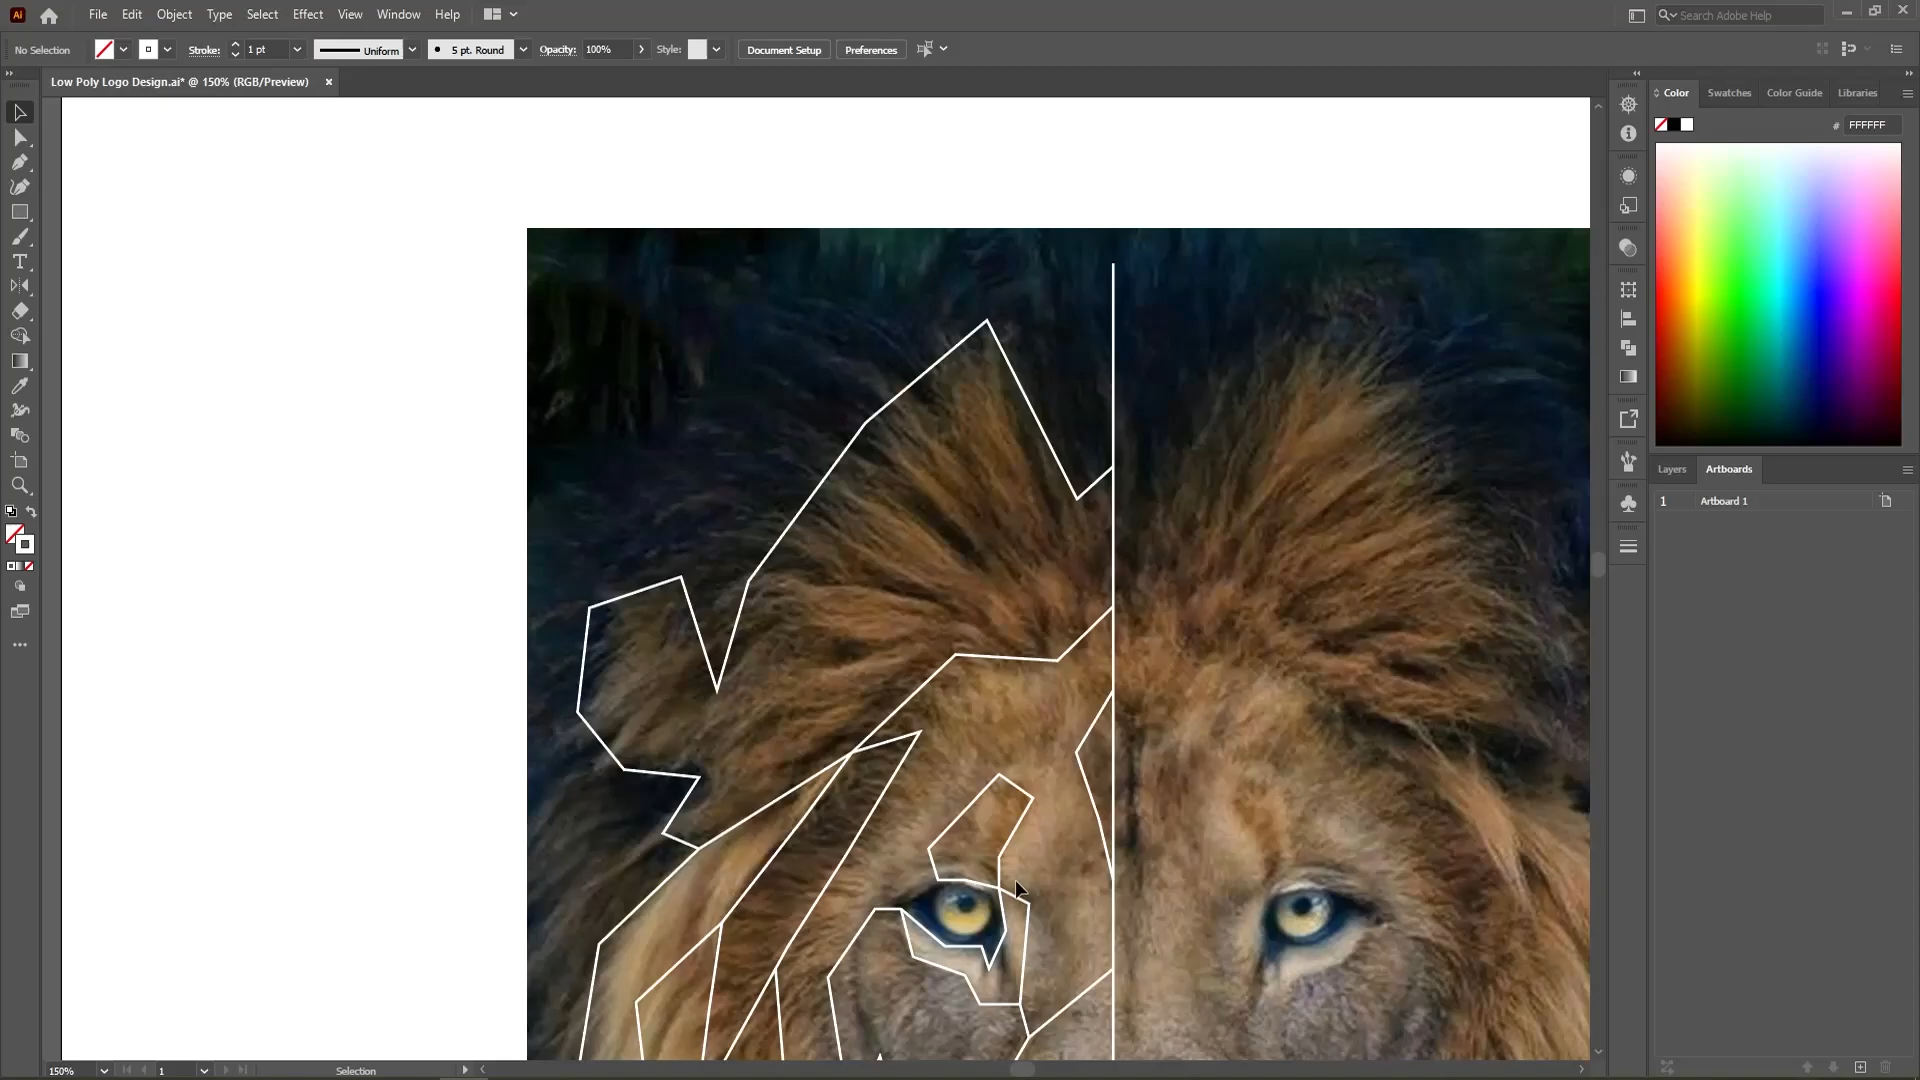 Ai File Edit Object Type Select Effect View Window Help Search Adobe Help
No Selection Stroke: 1 pt Uniform 5 pt. Round Opacity: 100% Style: Document Setup Preferences
Low Poly Logo Design.ai* @ 150% (RGB/Preview) ×
Color Swatches Color Guide Libraries
# FFFFFF
Layers Artboards
1 Artboard 1
150% 1 Selection